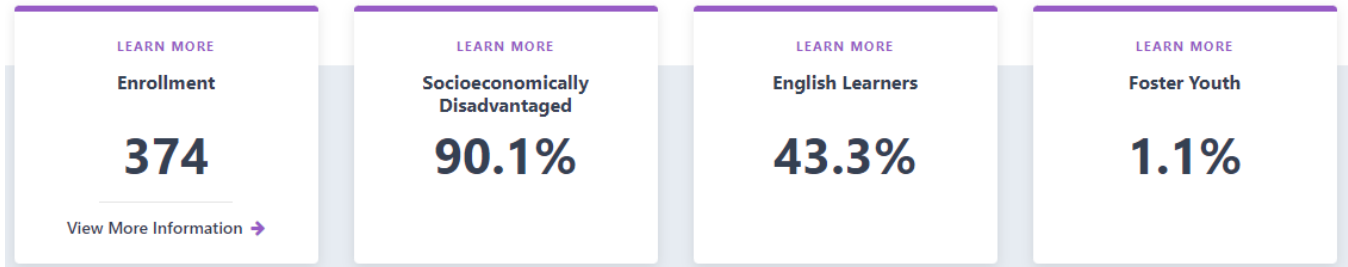 LEARN MORE
Enrollment
374
View More Information
LEARN MORE
Socioeconomically
Disadvantaged
90.1%
LEARN MORE
English Learners
43.3%
LEARN MORE
Foster Youth
1.1%